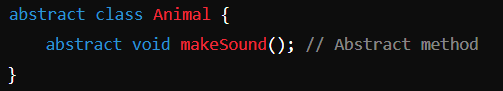 abstract class Animal {
    abstract void makeSound(); // Abstract method
}